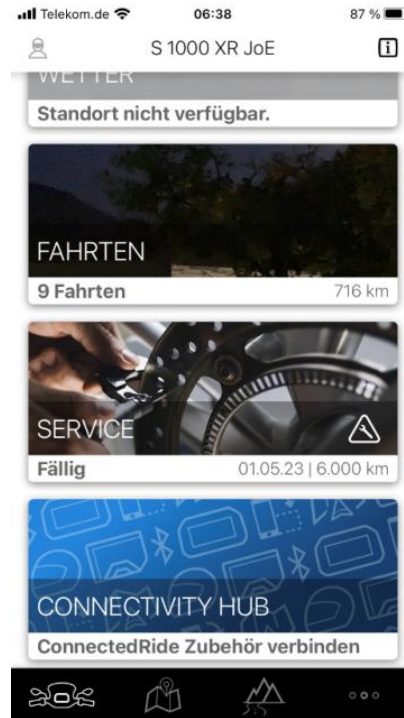 Telekom.de 06:38 87 %
S 1000 XR JoE
WETTER
Standort nicht verfügbar.
FAHRTEN
9 Fahrten 716 km
SERVICE
Fällig 01.05.23 | 6.000 km
CONNECTIVITY HUB
ConnectedRide Zubehör verbinden